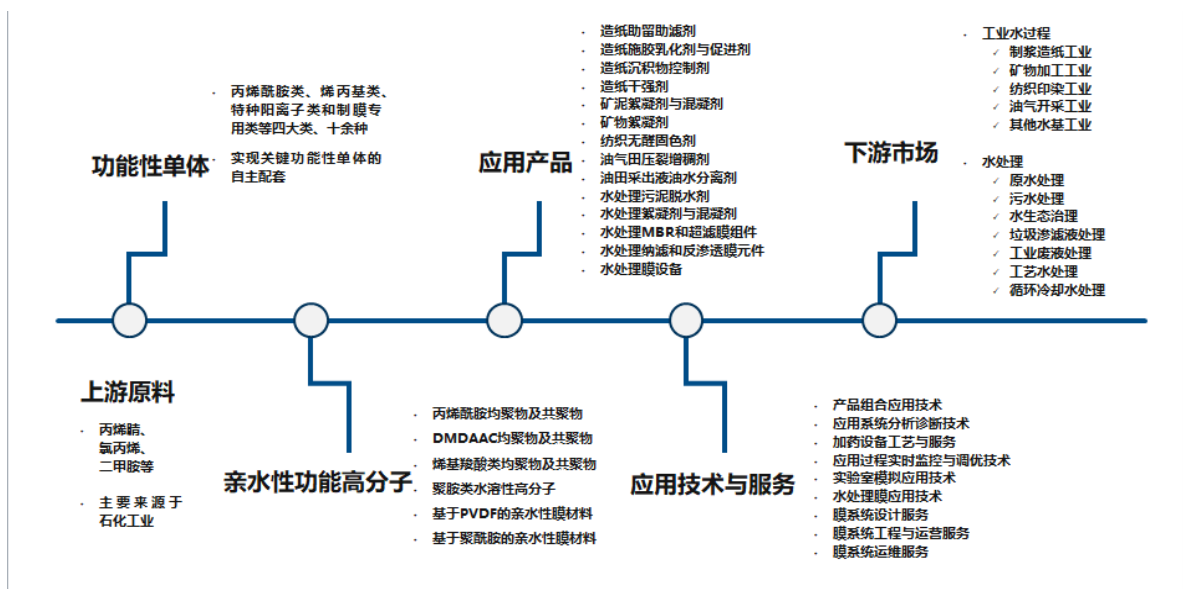 功能性单体
丙烯酰胺类、烯丙基类、
特种阳离子类和制膜专
用类等四大类、十余种
实现关键功能性单体的
自主配套
应用产品
造纸助留助滤剂
造纸施胶乳化剂与促进剂
造纸沉积物控制剂
造纸干强剂
矿泥絮凝剂与混凝剂
矿物絮凝剂
纺织无醛固色剂
油气田压裂增稠剂
油田采出液油水分离剂
水处理污泥脱水剂
水处理絮凝剂与混凝剂
水处理MBR和超滤膜组件
水处理纳滤和反渗透膜元件
水处理膜设备
下游市场
工业水过程
✓ 制浆造纸工业
✓ 矿物加工工业
✓ 纺织印染工业
✓ 油气开采工业
✓ 其他水基工业
水处理
✓ 原水处理
✓ 污水处理
✓ 水生态治理
✓ 垃圾渗滤液处理
✓ 工业废液处理
✓ 工艺水处理
✓ 循环冷却水处理
上游原料
丙烯腈、
氯丙烯、
二甲胺等
主要来源于
石化工业
亲水性功能高分子
丙烯酰胺均聚物及共聚物
DMDAAC均聚物及共聚物
烯基羧酸类均聚物及共聚物
聚胺类水溶性高分子
基于PVDF的亲水性膜材料
基于聚酰胺的亲水性膜材料
应用技术与服务
产品组合应用技术
应用系统分析诊断技术
加药设备工艺与服务
应用过程实时监控与调优技术
实验室模拟应用技术
水处理膜应用技术
膜系统设计服务
膜系统工程与运营服务
膜系统运维服务